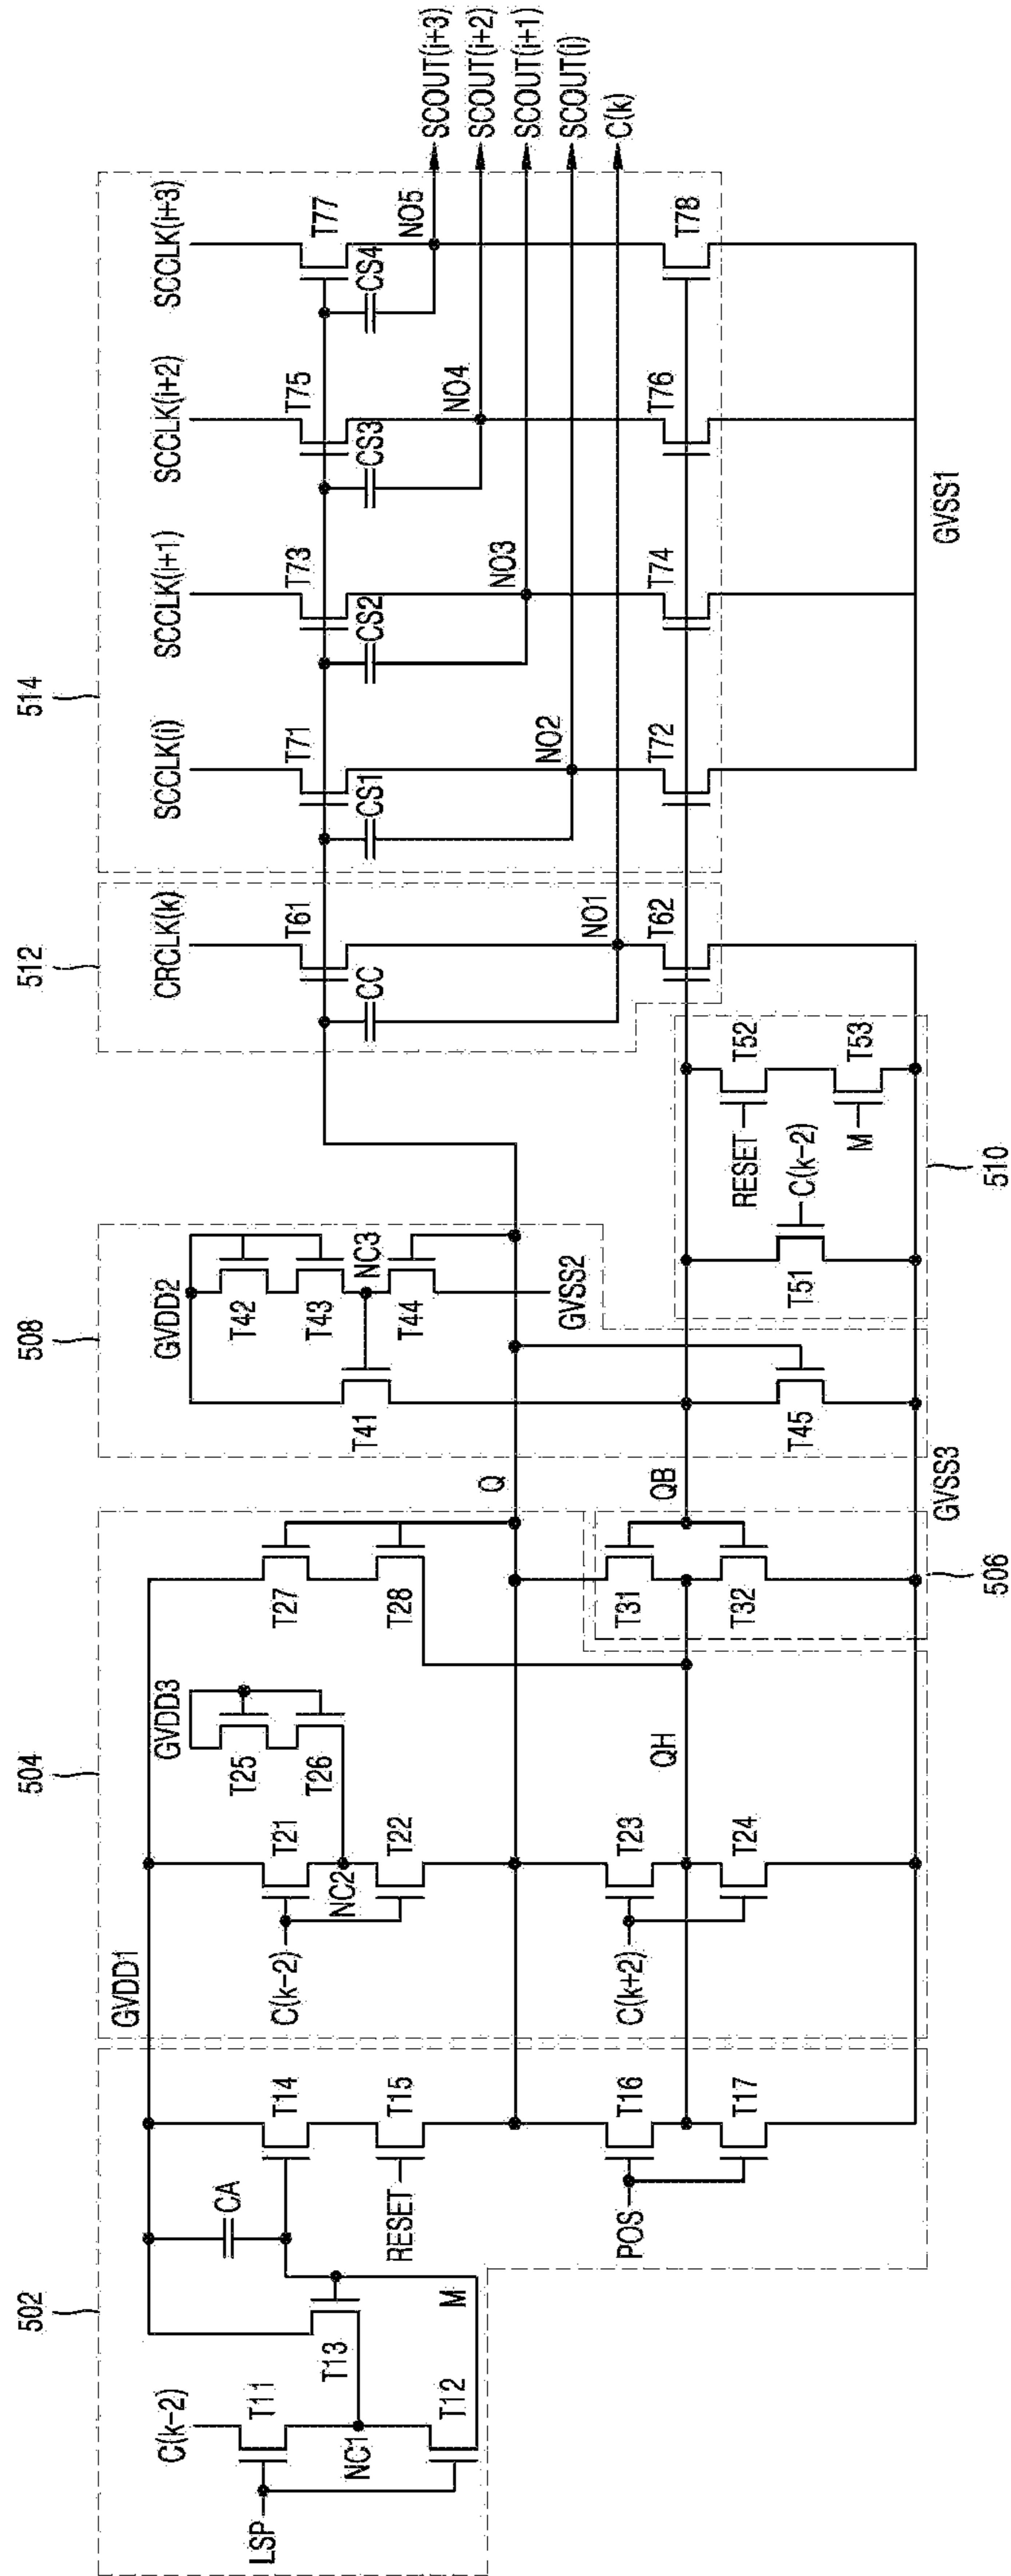 502
504
508
512
514
506
510
LSP
C(k-2)
T11
NC1
T12
T13
M
CA
T14
RESET
T15
POS
T16
T17
GVDD1
C(k-2)
T21
NC2
T22
GVDD3
T25
T26
T27
T28
C(k+2)
T23
T24
QH
T31
T32
Q
QB
GVSS3
GVDD2
T41
T42
T43
NC3
T44
GVSS2
T45
T51
C(k-2)
RESET
T52
M
T53
CRCLK(k)
T61
CC
NO1
T62
SCCLK(i)
T71
CS1
NO2
T72
SCCLK(i+1)
T73
CS2
NO3
T74
SCCLK(i+2)
T75
CS3
NO4
T76
SCCLK(i+3)
T77
CS4
NO5
T78
GVSS1
SCOUT(i+3)
SCOUT(i+2)
SCOUT(i+1)
SCOUT(i)
C(k)